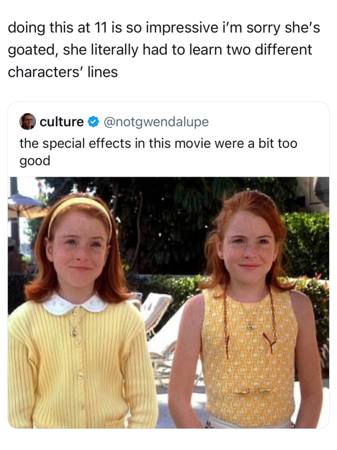 doing this at 11 is so impressive i’m sorry she’s
goated, she literally had to learn two different
characters’ lines
culture @notgwendalupe
the special effects in this movie were a bit too
good